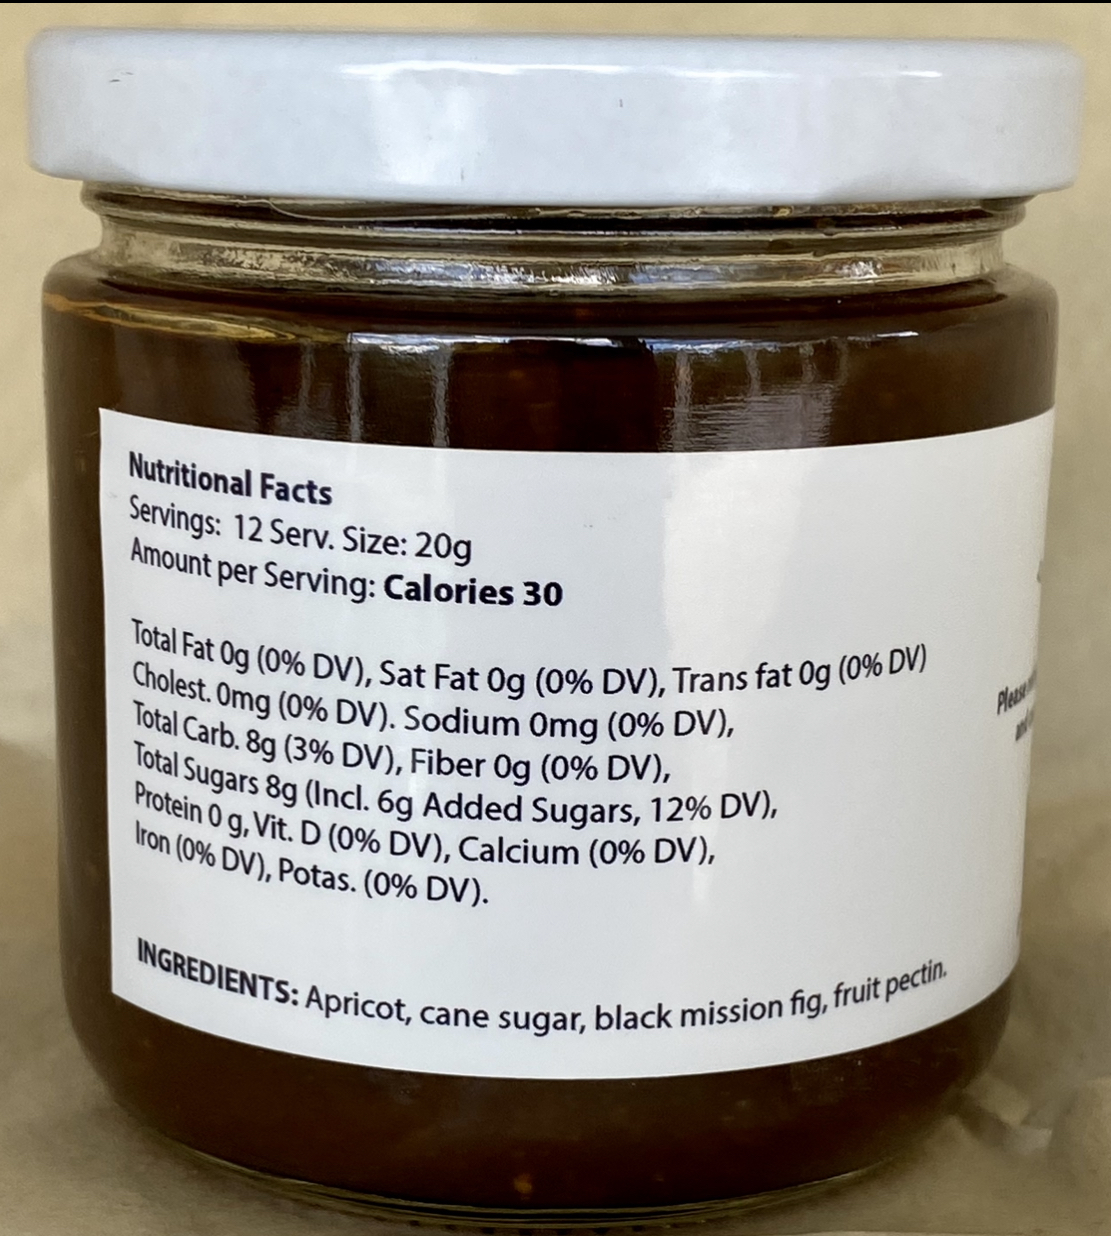 Nutritional Facts
Servings: 12 Serv. Size: 20g
Amount per Serving: Calories 30
Total Fat 0g (0% DV), Sat Fat 0g (0% DV), Trans fat 0g (0% DV)
Cholest. 0mg (0% DV). Sodium 0mg (0% DV),
Total Carb. 8g (3% DV), Fiber 0g (0% DV),
Total Sugars 8g (Incl. 6g Added Sugars, 12% DV),
Protein 0 g, Vit. D (0% DV), Calcium (0% DV),
Iron (0% DV), Potas. (0% DV).
INGREDIENTS: Apricot, cane sugar, black mission fig, fruit pectin.
Please